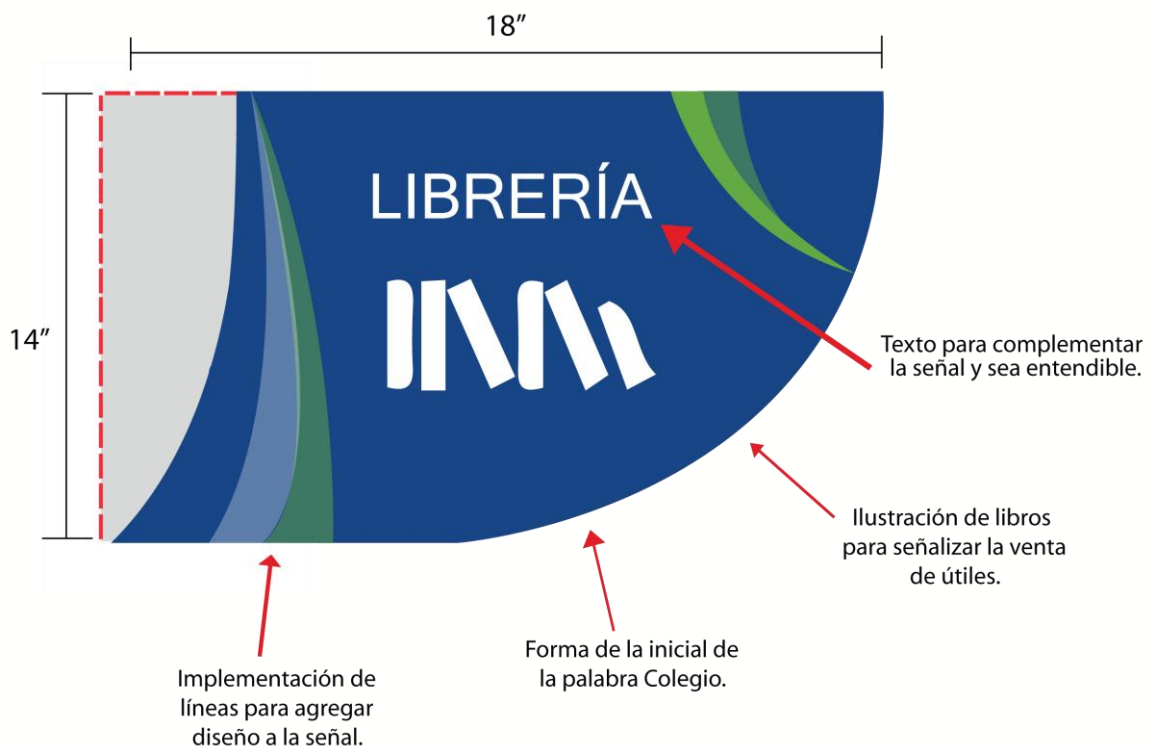 18”
14”
LIBRERÍA
Texto para complementar
la señal y sea entendible.
Ilustración de libros
para señalizar la venta
de útiles.
Forma de la inicial de
la palabra Colegio.
Implementación de
líneas para agregar
diseño a la señal.